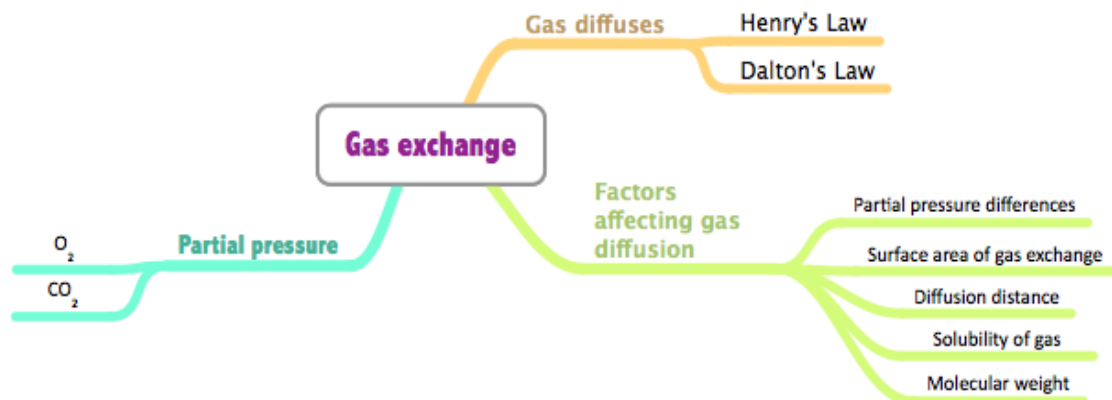 Gas diffuses
Henry's Law
Dalton's Law
Gas exchange
Factors
affecting gas
diffusion
Partial pressure differences
Surface area of gas exchange
Diffusion distance
Solubility of gas
Molecular weight
Partial pressure
O₂
CO₂